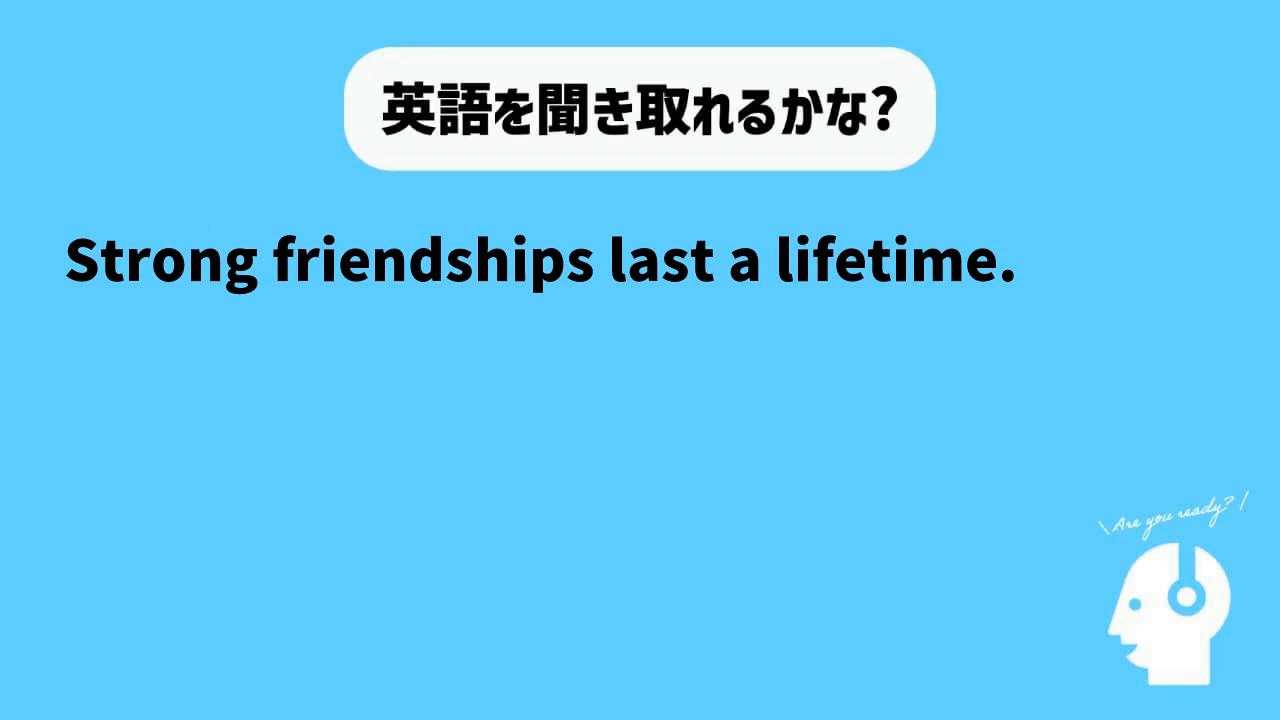 英語を聞き取れるかな?
Strong friendships last a lifetime.
\ Are you ready? /